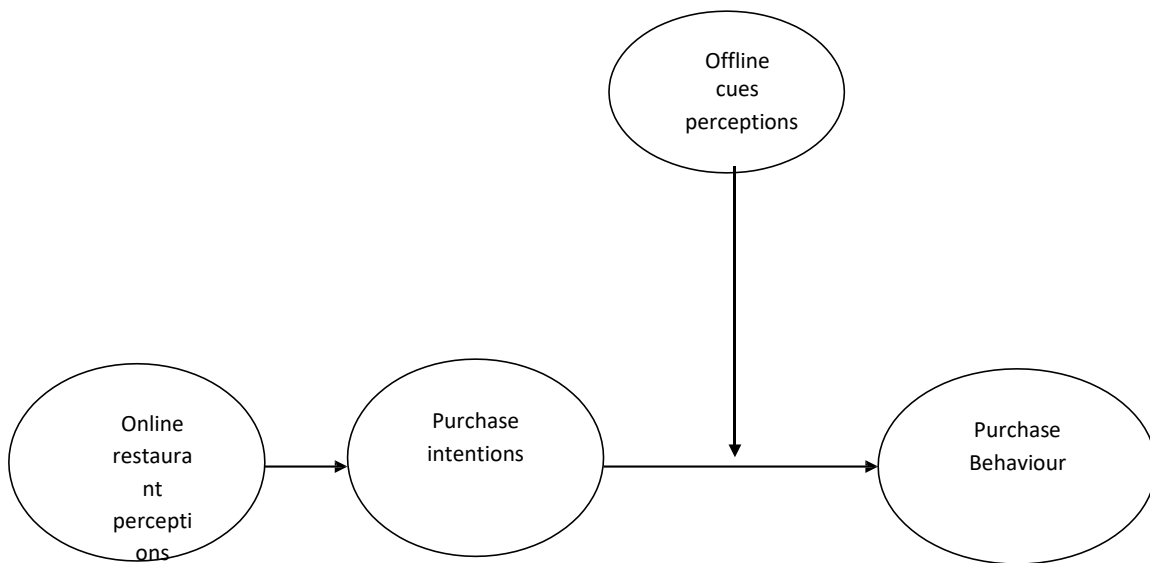 Offline
cues
perceptions
Online
restaura
nt
percepti
ons
Purchase
intentions
Purchase
Behaviour